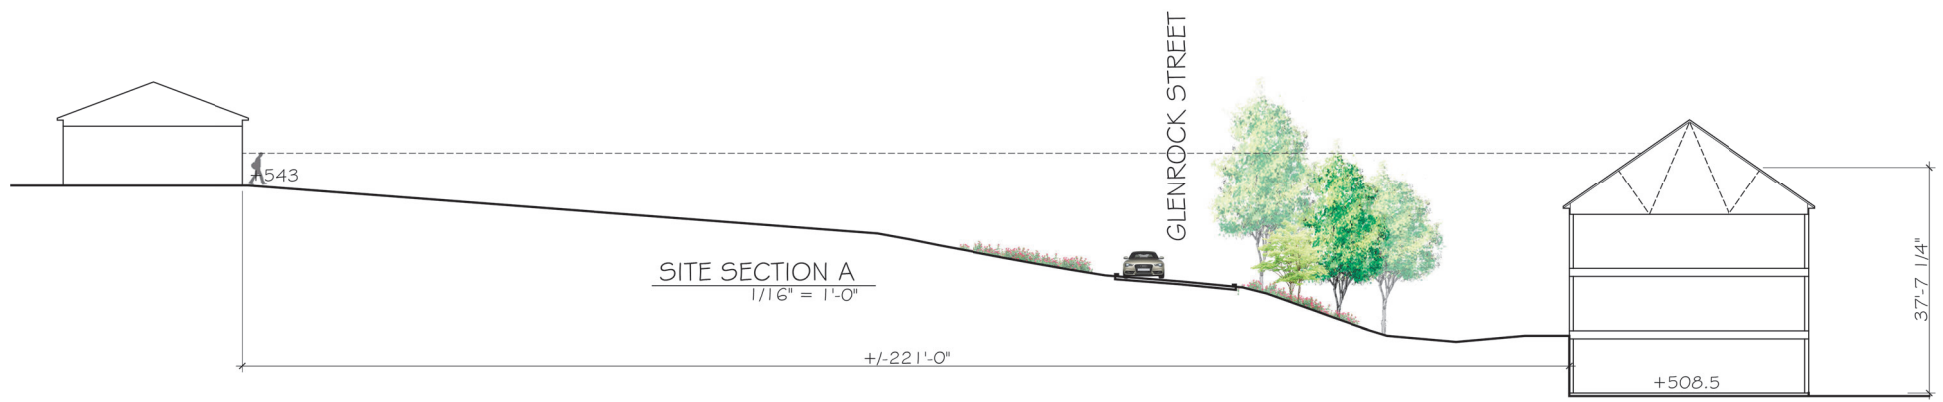 GLENROCK STREET
+543
SITE SECTION A
1/16" = 1'-0"
37'-7 1/4"
+/-221'-0"
+508.5